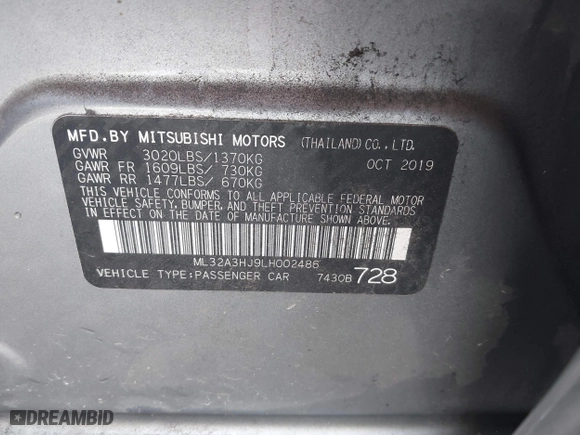 MFD.BY MITSUBISHI MOTORS (THAILAND)CO.,LTD.
GVWR 3020LBS/1370KG OCT 2019
GAWR FR 1609LBS/ 730KG
GAWR RR 1477LBS/ 670KG
THIS VEHICLE CONFORMS TO ALL APPLICABLE FEDERAL MOTOR
VEHICLE SAFETY,BUMPER,AND THEFT PREVENTION STANDARDS
IN EFFECT ON THE DATE OF MANUFACTURE SHOWN ABOVE.
ML32A3HJ9LH002486
VEHICLE TYPE:PASSENGER CAR 7430B 728
DREAMBID